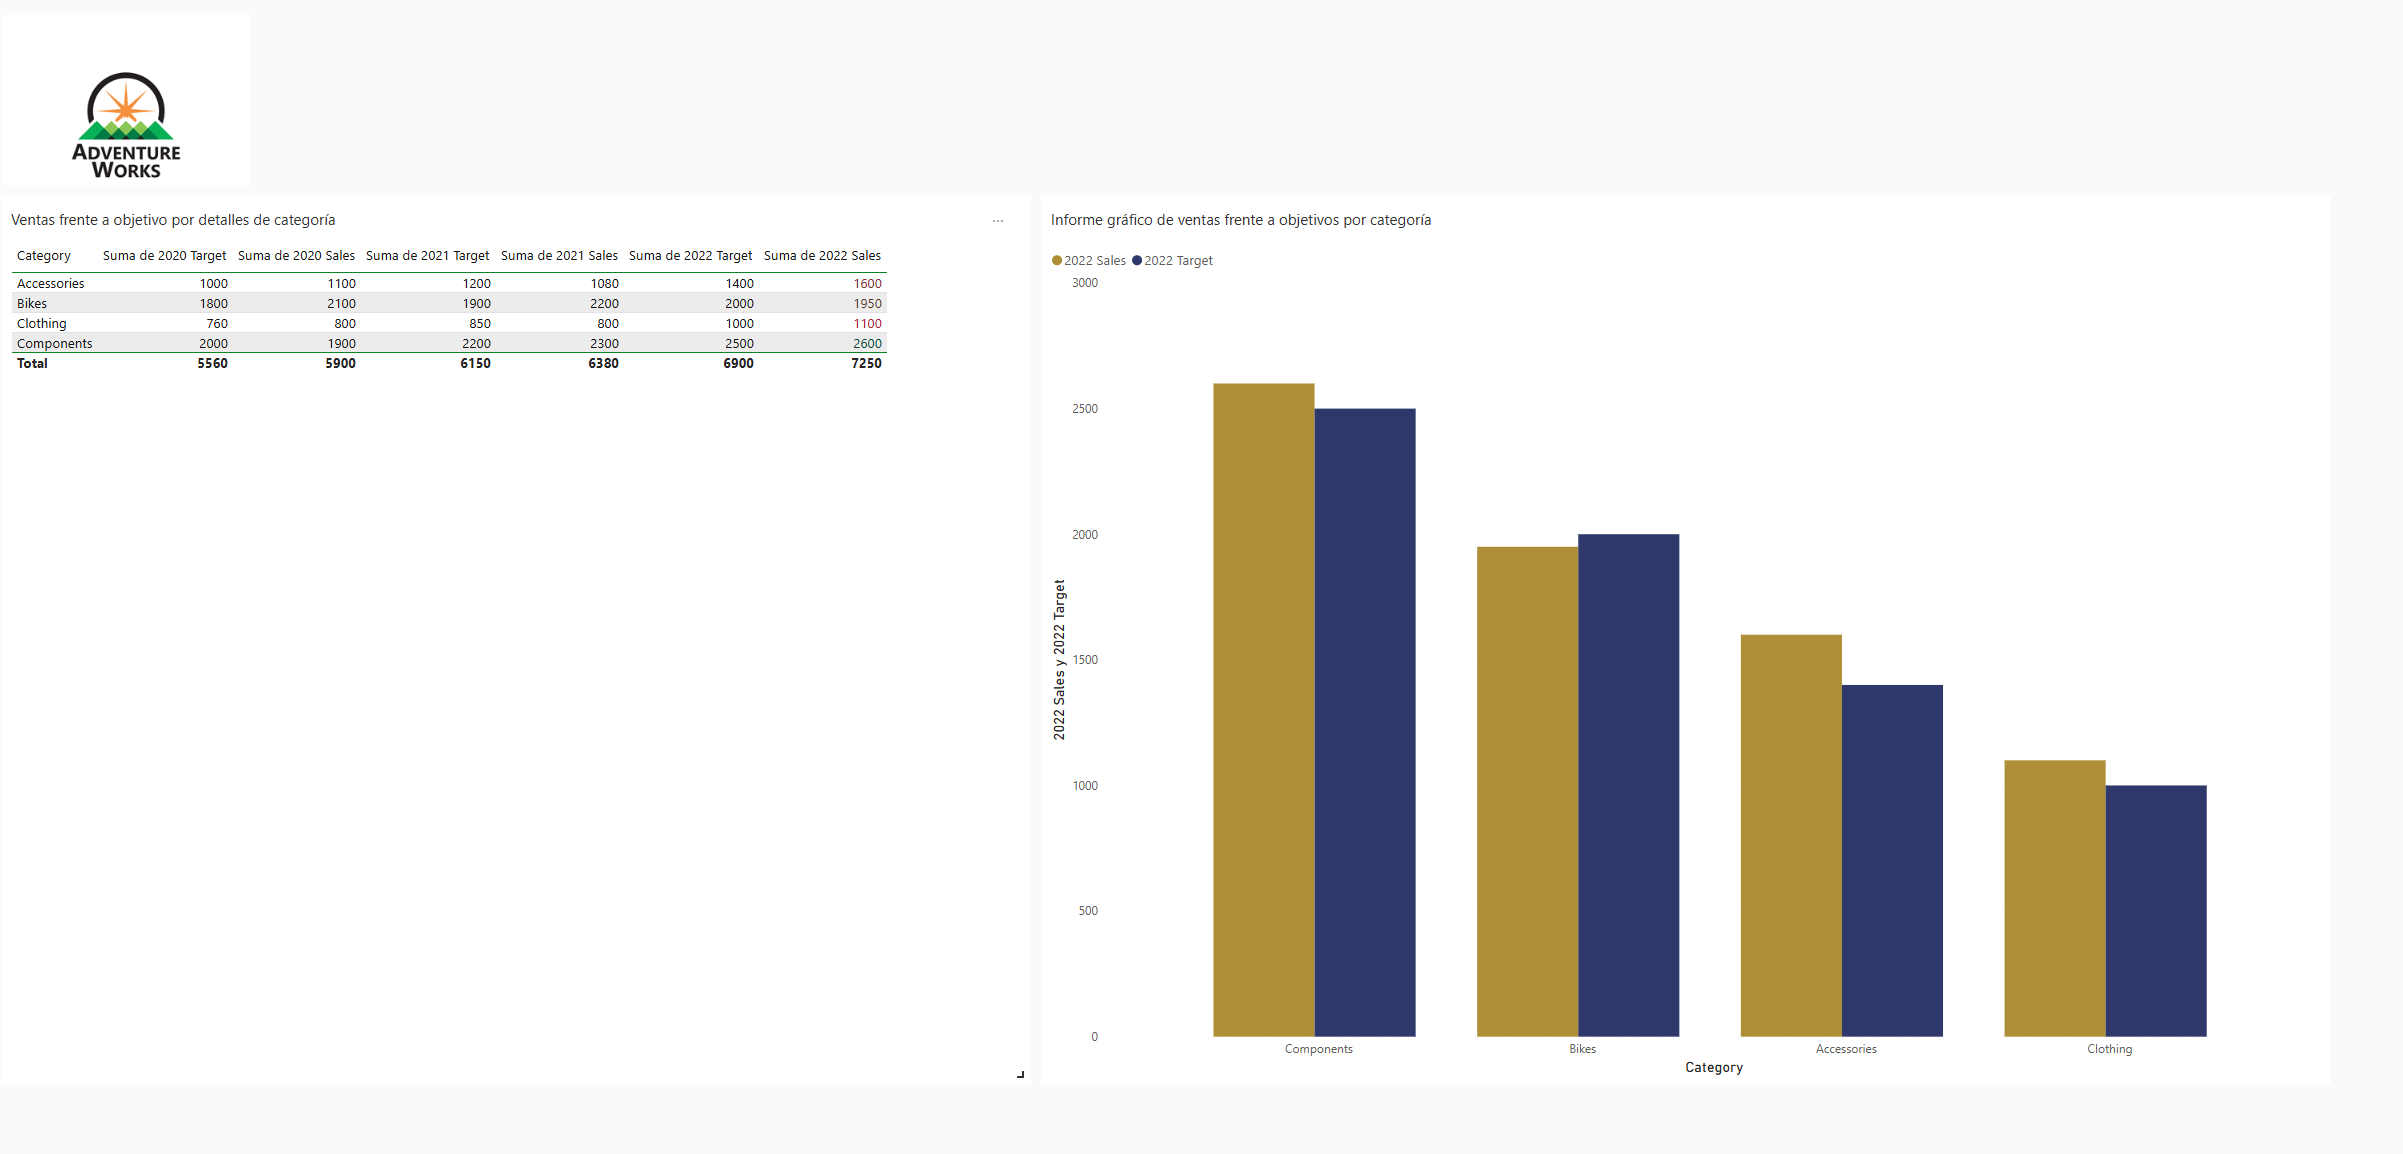 ADVENTURE
WORKS
Ventas frente a objetivo por detalles de categoría
Category Suma de 2020 Target Suma de 2020 Sales Suma de 2021 Target Suma de 2021 Sales Suma de 2022 Target Suma de 2022 Sales
Accessories 1000 1100 1200 1080 1400 1600
Bikes 1800 2100 1900 2200 2000 1950
Clothing 760 800 850 800 1000 1100
Components 2000 1900 2200 2300 2500 2600
Total 5560 5900 6150 6380 6900 7250
Informe gráfico de ventas frente a objetivos por categoría
2022 Sales 2022 Target
3000
2500
2000
1500
1000
500
0
2022 Sales y 2022 Target
Components Bikes Accessories Clothing
Category